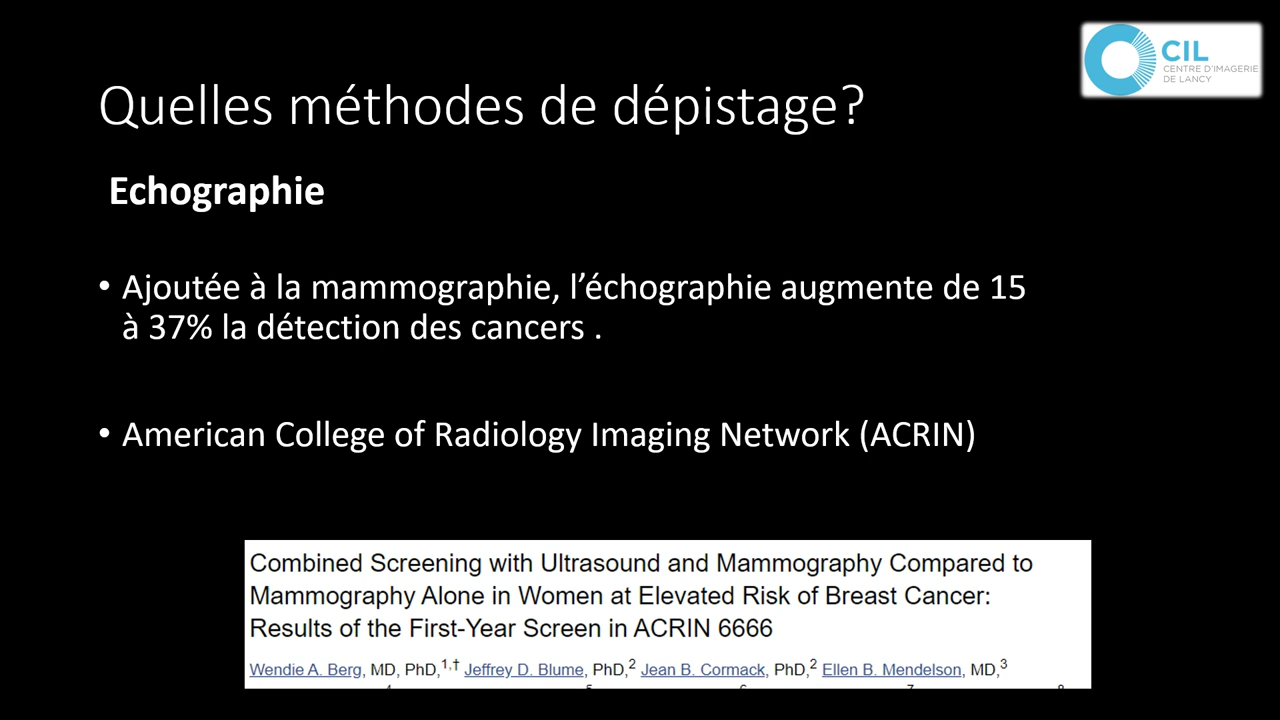 CIL
CENTRE D'IMAGERIE
DE LANCY
Quelles méthodes de dépistage?
Echographie
• Ajoutée à la mammographie, l'échographie augmente de 15
à 37% la détection des cancers .
• American College of Radiology Imaging Network (ACRIN)
Combined Screening with Ultrasound and Mammography Compared to
Mammography Alone in Women at Elevated Risk of Breast Cancer:
Results of the First-Year Screen in ACRIN 6666
Wendie A. Berg, MD, PhD,1,† Jeffrey D. Blume, PhD,2 Jean B. Cormack, PhD,2 Ellen B. Mendelson, MD,3